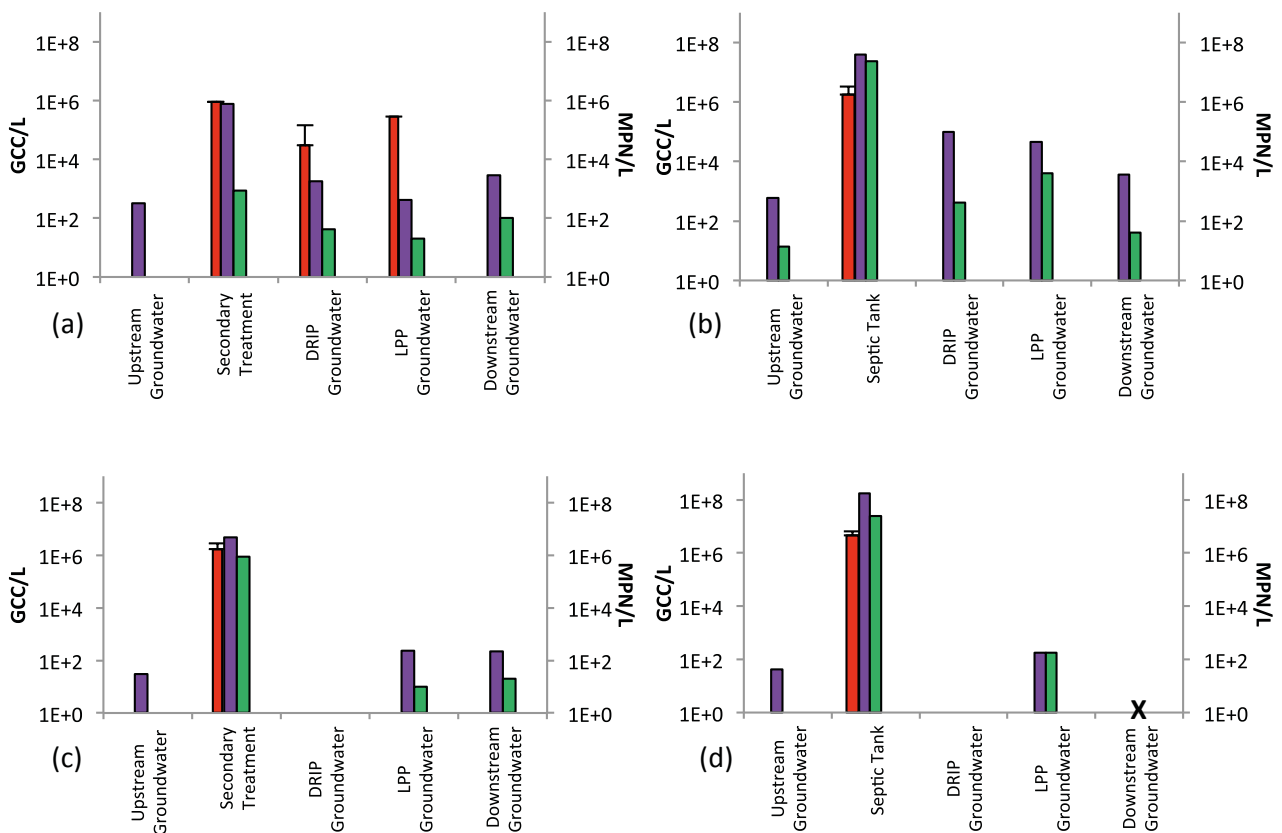 1E+8
1E+6
1E+4
1E+2
1E+0
GCC/L
1E+8
1E+6
1E+4
1E+2
1E+0
MPN/L
Upstream
Groundwater
Secondary
Treatment
DRIP
Groundwater
LPP
Groundwater
Downstream
Groundwater
(a)
1E+8
1E+6
1E+4
1E+2
1E+0
GCC/L
1E+8
1E+6
1E+4
1E+2
1E+0
MPN/L
Upstream
Groundwater
Septic Tank
DRIP
Groundwater
LPP
Groundwater
Downstream
Groundwater
(b)
1E+8
1E+6
1E+4
1E+2
1E+0
GCC/L
1E+8
1E+6
1E+4
1E+2
1E+0
MPN/L
Upstream
Groundwater
Secondary
Treatment
DRIP
Groundwater
LPP
Groundwater
Downstream
Groundwater
(c)
1E+8
1E+6
1E+4
1E+2
1E+0
GCC/L
X
1E+8
1E+6
1E+4
1E+2
1E+0
MPN/L
Upstream
Groundwater
Septic Tank
DRIP
Groundwater
LPP
Groundwater
Downstream
Groundwater
(d)